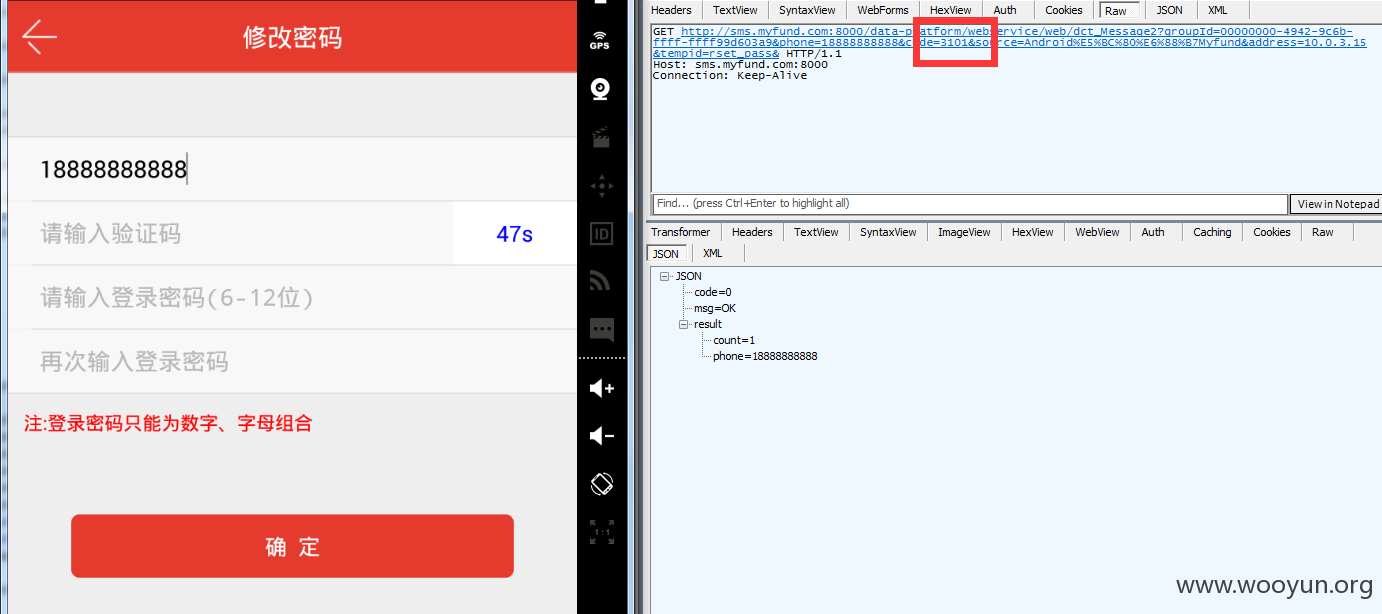 修改密码
18888888888
请输入验证码
47s
请输入登录密码(6-12位)
再次输入登录密码
注:登录密码只能为数字、字母组合
确 定
GPS
ID
1:1
Headers TextView SyntaxView WebForms HexView Auth Cookies Raw JSON XML
GET http://sms.myfund.com:8000/data-platform/webservice/web/dct_Message2?groupId=00000000-4942-9c6b-
ffff-ffff99d603a9&phone=18888888888&code=3101&source=Android%E5%BC%80%E6%88%B7Myfund&address=10.0.3.15
&tempid=rset_pass& HTTP/1.1
Host: sms.myfund.com:8000
Connection: Keep-Alive
Find... (press Ctrl+Enter to highlight all)
View in Notepad
Transformer Headers TextView SyntaxView ImageView HexView WebView Auth Caching Cookies Raw
JSON XML
JSON
code=0
msg=OK
result
count=1
phone=18888888888
www.wooyun.org